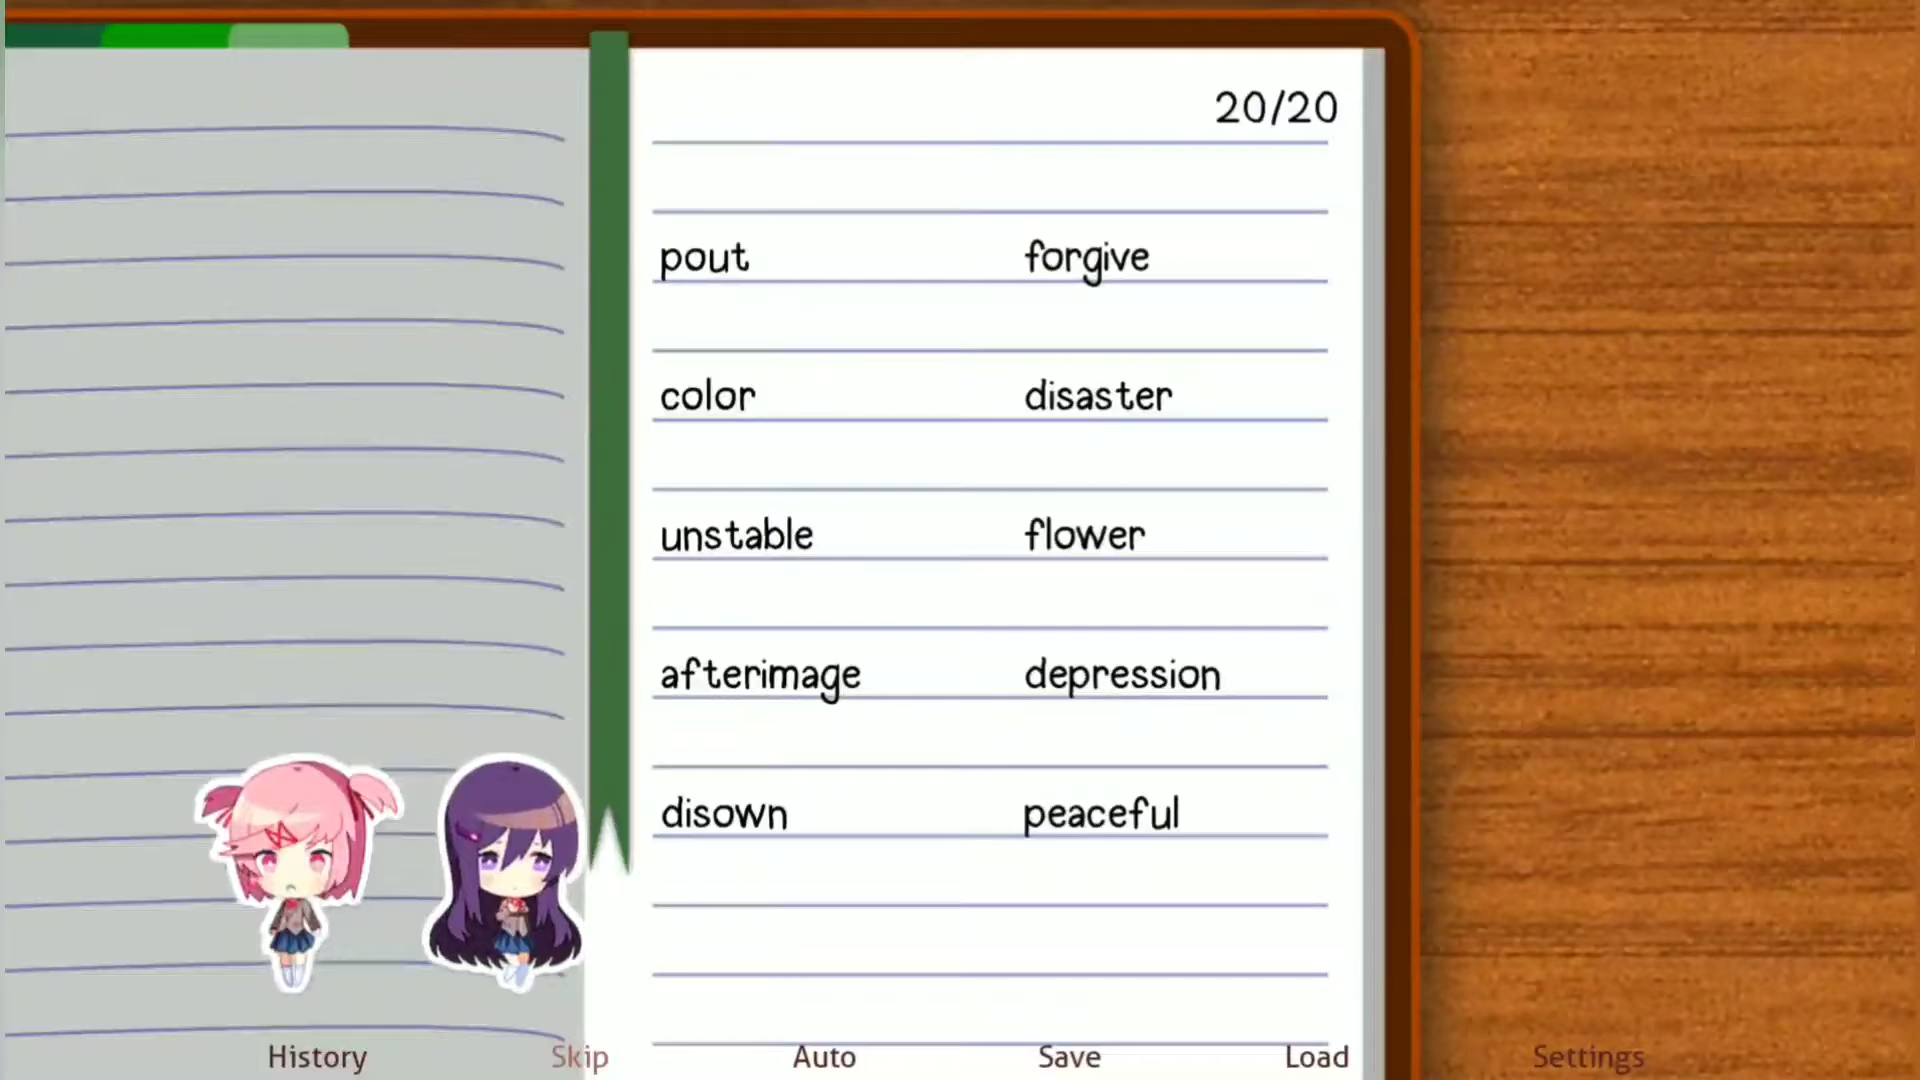 20/20
pout forgive
color disaster
unstable flower
afterimage depression
disown peaceful
History Skip Auto Save Load Settings